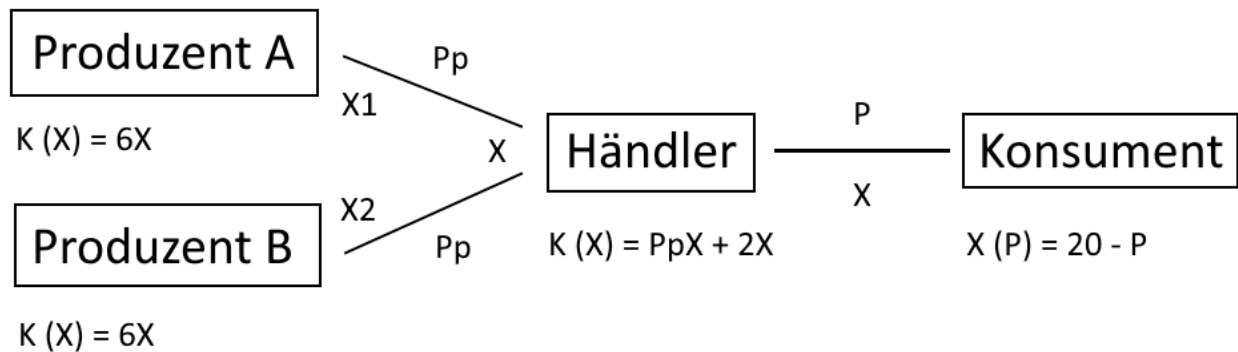 Produzent A
K (X) = 6X
Pp
X1
X
X2
Pp
Produzent B
K (X) = 6X
Händler
K (X) = PpX + 2X
P
X
Konsument
X (P) = 20 - P